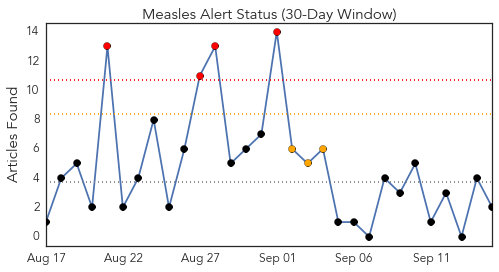 Measles Alert Status (30-Day Window)
Articles Found
14
12
10
8
6
4
2
0
Aug 17 Aug 22 Aug 27 Sep 01 Sep 06 Sep 11